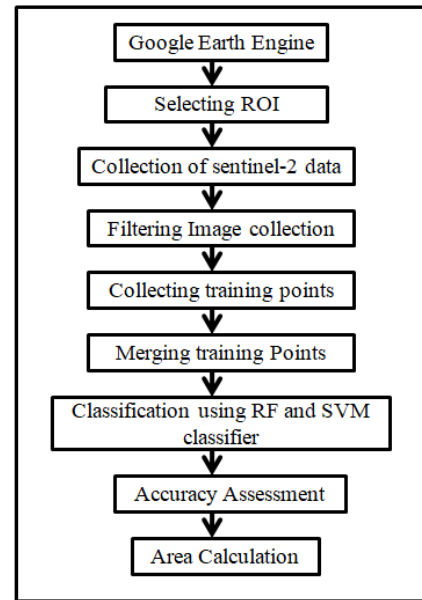 Google Earth Engine
Selecting ROI
Collection of sentinel-2 data
Filtering Image collection
Collecting training points
Merging training Points
Classification using RF and SVM
classifier
Accuracy Assessment
Area Calculation